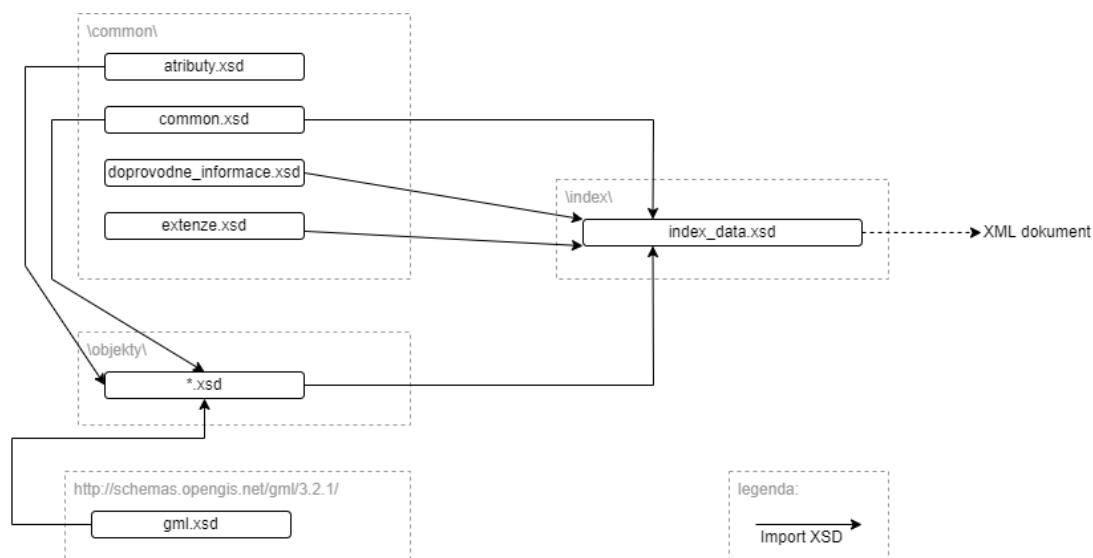 \common\
atributy.xsd
common.xsd
doprovodne_informace.xsd
extenze.xsd
\index\
index_data.xsd
XML dokument
\objekty\
*.xsd
http://schemas.opengis.net/gml/3.2.1/
gml.xsd
legenda:
Import XSD